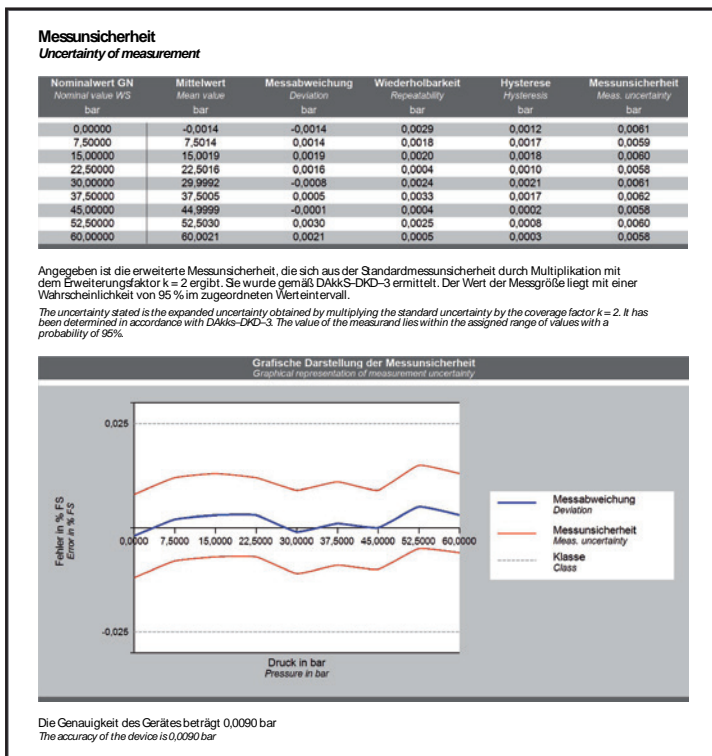 Messunsicherheit
Uncertainty of measurement
Nominalwert GN Mittelwert Messabweichung Wiederholbarkeit Hysterese Messunsicherheit
Nominal value WS Mean value Deviation Repeatability Hysteresis Meas. uncertainty
bar bar bar bar bar bar
0,00000 -0,0014 -0,0014 0,0029 0,0012 0,0061
7,50000 7,5014 0,0014 0,0018 0,0017 0,0059
15,00000 15,0019 0,0019 0,0020 0,0018 0,0060
22,50000 22,5016 0,0016 0,0004 0,0010 0,0058
30,00000 29,9992 -0,0008 0,0024 0,0021 0,0061
37,50000 37,5005 0,0005 0,0033 0,0017 0,0062
45,00000 44,9999 -0,0001 0,0004 0,0002 0,0058
52,50000 52,5030 0,0030 0,0025 0,0008 0,0060
60,00000 60,0021 0,0021 0,0005 0,0003 0,0058
Angegeben ist die erweiterte Messunsicherheit, die sich aus der Standardmessunsicherheit durch Multiplikation mit
dem Erweiterungsfaktor k = 2 ergibt. Sie wurde gemäß DAkkS-DKD-3 ermittelt. Der Wert der Messgröße liegt mit einer
Wahrscheinlichkeit von 95 % im zugeordneten Werteintervall.
The uncertainty stated is the expanded uncertainty obtained by multiplying the standard uncertainty by the coverage factor k = 2. It has
been determined in accordance with DAkks-DKD-3. The value of the measurand lies within the assigned range of values with a
probability of 95%.
Grafische Darstellung der Messunsicherheit
Graphical representation of measurement uncertainty
0,025
Fehler in % FS
Error in % FS
0,0000 7,5000 15,0000 22,5000 30,0000 37,5000 45,0000 52,5000 60,0000
-0,025
Druck in bar
Pressure in bar
Messabweichung
Deviation
Messunsicherheit
Meas. uncertainty
Klasse
Class
Die Genauigkeit des Gerätes beträgt 0,0090 bar
The accuracy of the device is 0,0090 bar